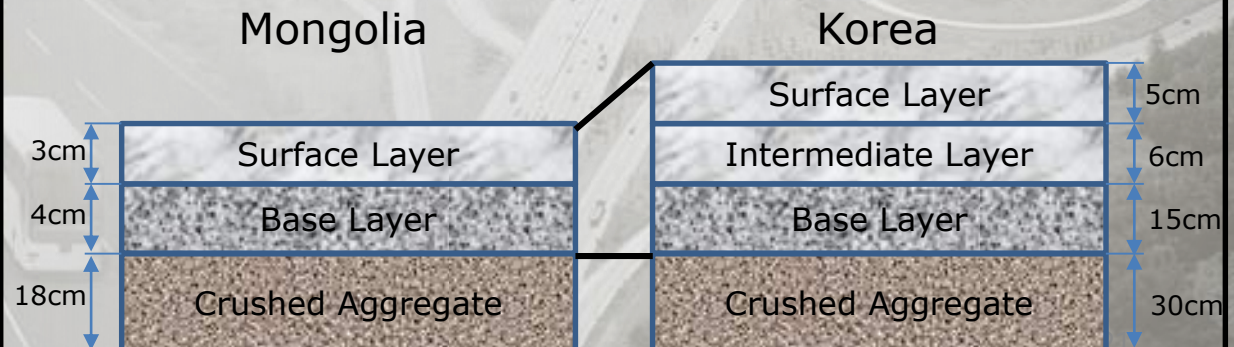 Mongolia
3cm
Surface Layer
4cm
Base Layer
18cm
Crushed Aggregate
Korea
Surface Layer
5cm
Intermediate Layer
6cm
Base Layer
15cm
Crushed Aggregate
30cm